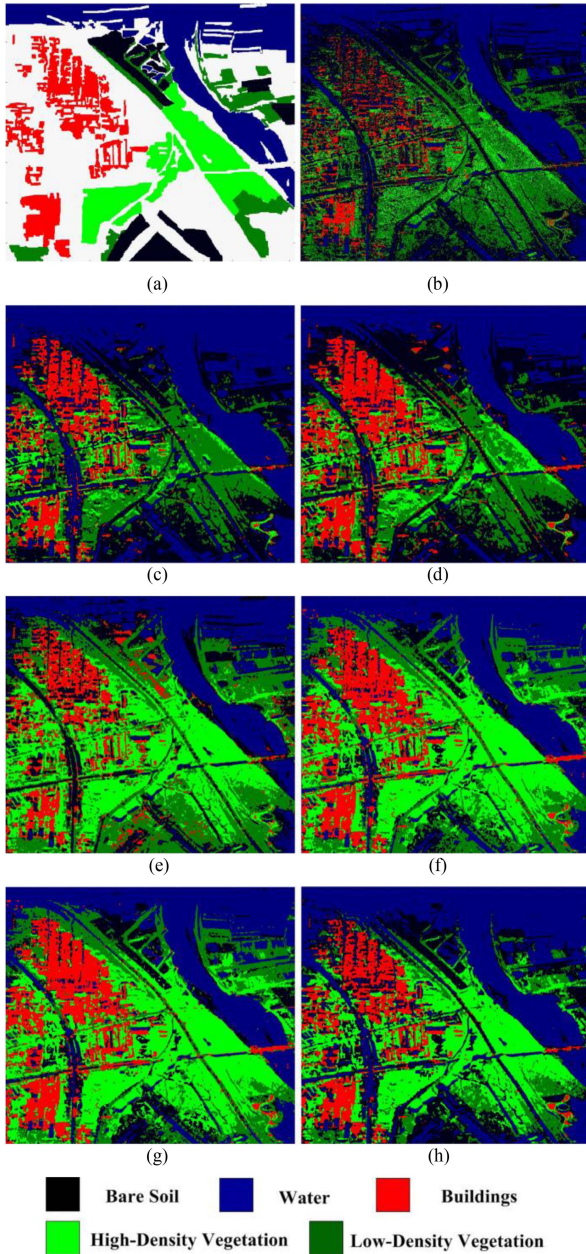 (a) (b)
(c) (d)
(e) (f)
(g) (h)
Bare Soil Water Buildings
High-Density Vegetation Low-Density Vegetation